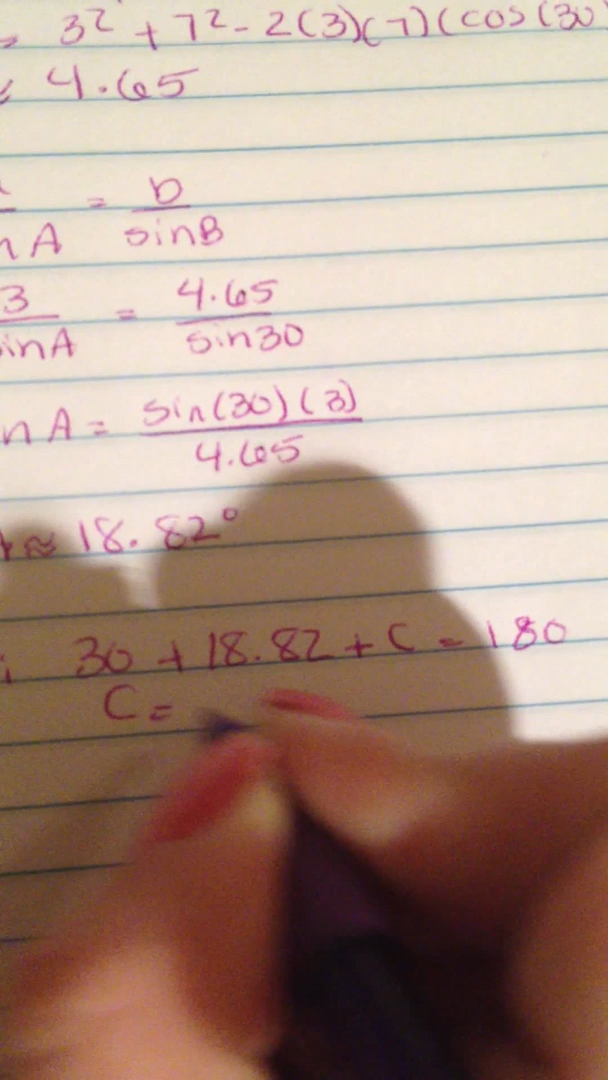 = 3² + 7² - 2(3)(7)(cos(30)
4.65
= b
nA sinB
3 = 4.65
inA sin30
nA = sin(30)(3)
4.65
≈ 18.82°
30 + 18.82 + C = 180
C =